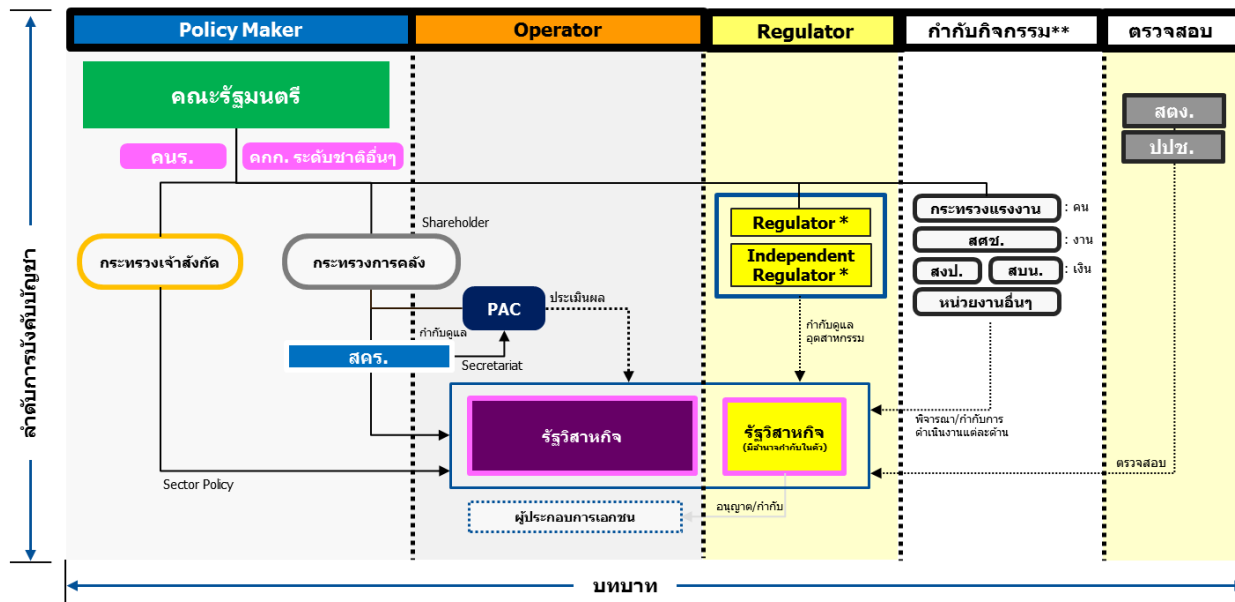 Policy Maker
Operator
Regulator
กำกับกิจกรรม**
ตรวจสอบ
ลำดับการบังคับบัญชา
คณะรัฐมนตรี
คนร.
คกก. ระดับชาติอื่นๆ
สตง.
ปปช.
Shareholder
กระทรวงเจ้าสังกัด
กระทรวงการคลัง
Regulator *
Independent
Regulator *
กระทรวงแรงงาน
: คน
สศช.
: งาน
สงป.
สบน.
: เงิน
หน่วยงานอื่นๆ
PAC
ประเมินผล
กำกับดูแล
สคร.
Secretariat
กำกับดูแล
อุตสาหกรรม
รัฐวิสาหกิจ
รัฐวิสาหกิจ
(มีอำนาจกำกับในตัว)
พิจารณา/กำกับการ
ดำเนินงานแต่ละด้าน
ตรวจสอบ
Sector Policy
ผู้ประกอบการเอกชน
อนุญาต/กำกับ
บทบาท